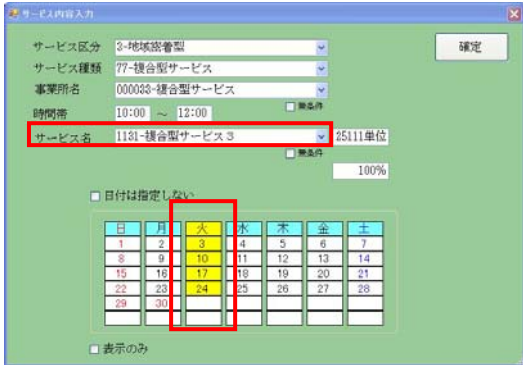 サービス内容入力
サービス区分 3-地域密着型
確定
サービス種類 77-複合型サービス
事業所名 000033-複合型サービス
時間帯 10:00 ~ 12:00 無条件
サービス名 1131-複合型サービス3 25111単位
無条件
100%
日付は指定しない
日 月 火 水 木 金 土
1 2 3 4 5 6 7
8 9 10 11 12 13 14
15 16 17 18 19 20 21
22 23 24 25 26 27 28
29 30
表示のみ